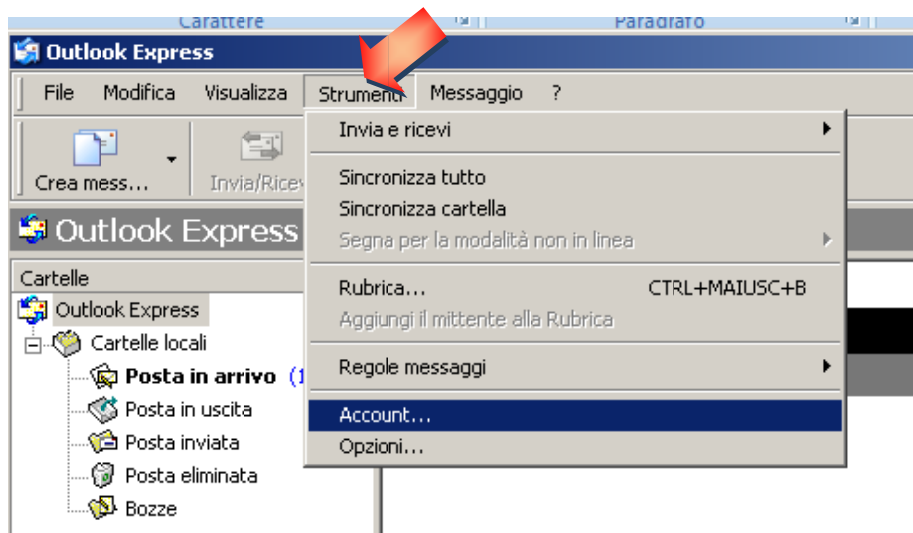 Carattere Paragrafo
Outlook Express
File Modifica Visualizza Strumenti Messaggio ?
Crea mess... Invia/Ricev
Invia e ricevi
Sincronizza tutto
Sincronizza cartella
Segna per la modalità non in linea
Rubrica... CTRL+MAIUSC+B
Aggiungi il mittente alla Rubrica
Regole messaggi
Account...
Opzioni...
Outlook Express
Cartelle
Outlook Express
Cartelle locali
Posta in arrivo (1
Posta in uscita
Posta inviata
Posta eliminata
Bozze